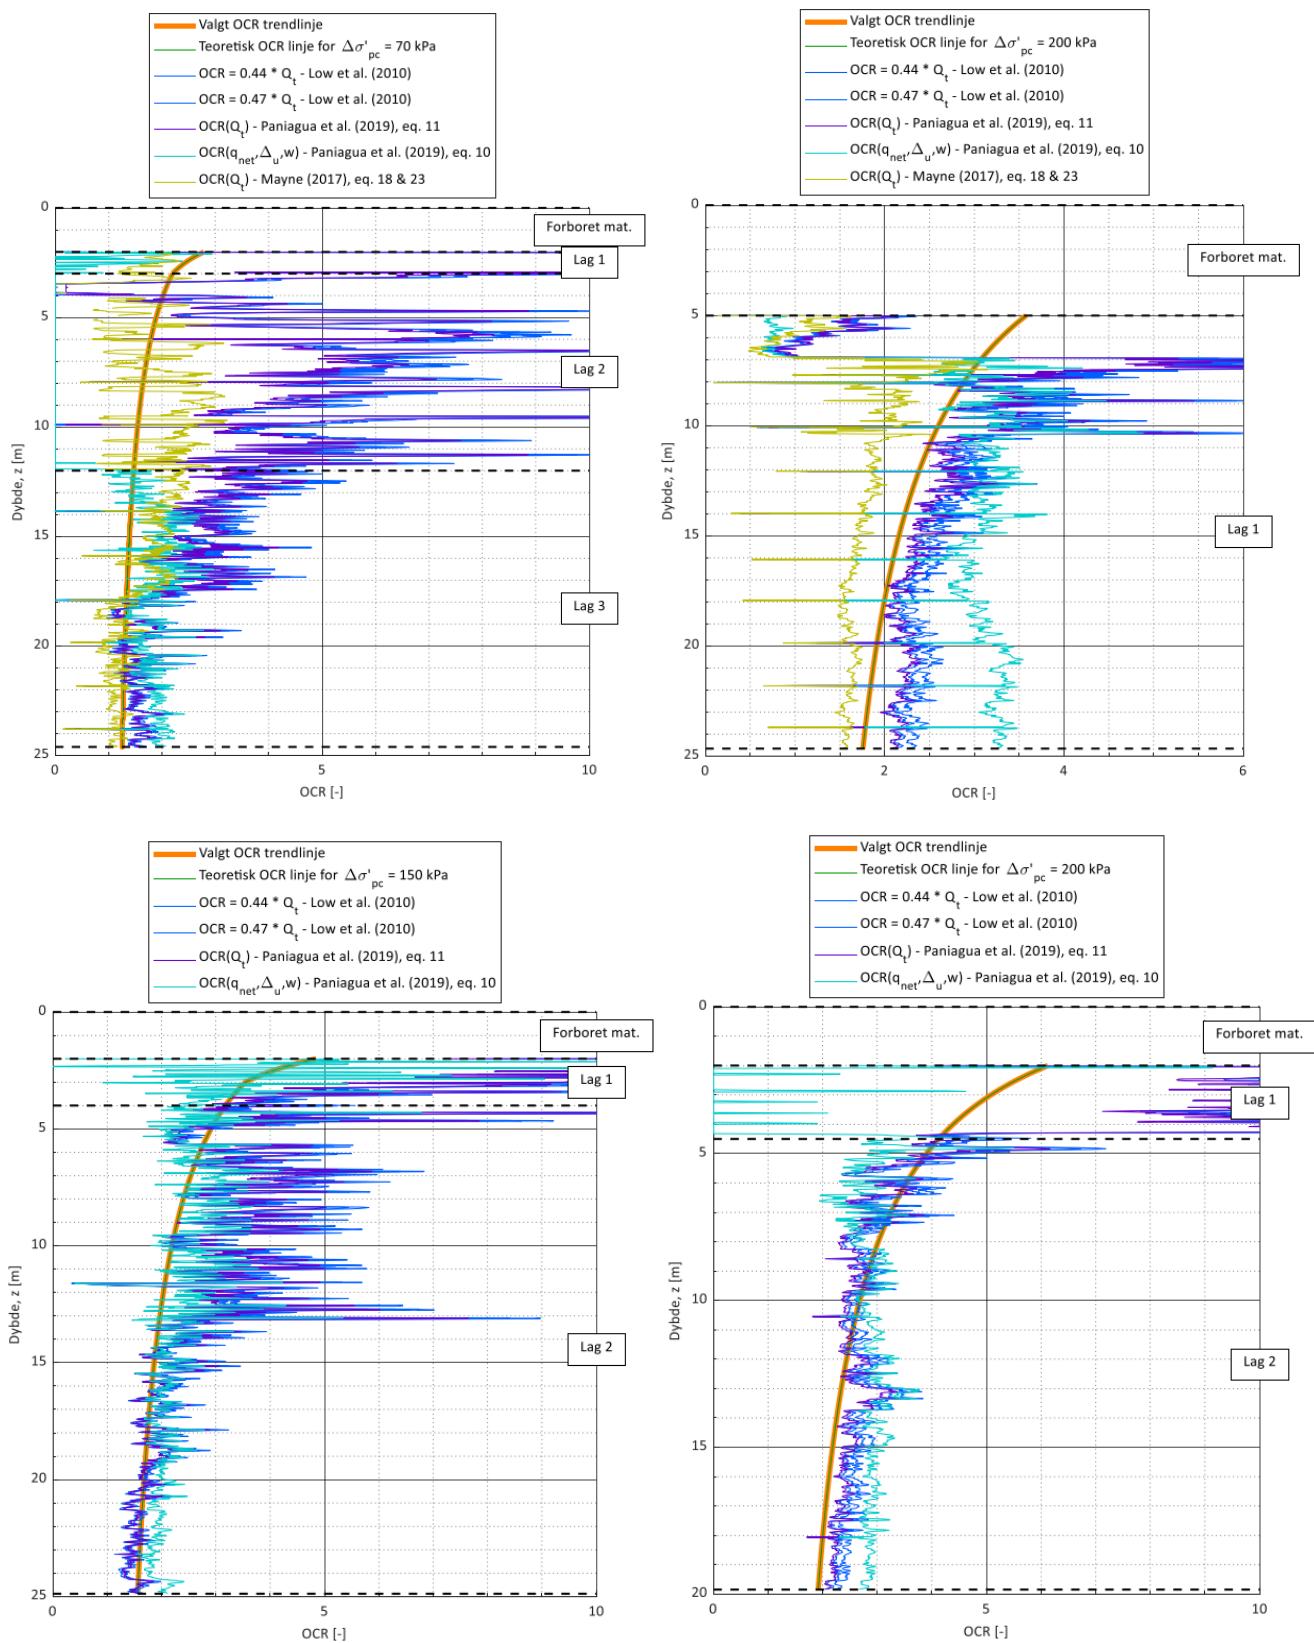 Valgt OCR trendlinje
Teoretisk OCR linje for Δσ'pc = 70 kPa
OCR = 0.44 * Qt - Low et al. (2010)
OCR = 0.47 * Qt - Low et al. (2010)
OCR(Qt) - Paniagua et al. (2019), eq. 11
OCR(qnet,Δu,w) - Paniagua et al. (2019), eq. 10
OCR(Qt) - Mayne (2017), eq. 18 & 23
0
5
10
15
20
25
Dybde, z [m]
Forboret mat.
Lag 1
Lag 2
Lag 3
0
5
10
OCR [-]
Valgt OCR trendlinje
Teoretisk OCR linje for Δσ'pc = 200 kPa
OCR = 0.44 * Qt - Low et al. (2010)
OCR = 0.47 * Qt - Low et al. (2010)
OCR(Qt) - Paniagua et al. (2019), eq. 11
OCR(qnet,Δu,w) - Paniagua et al. (2019), eq. 10
OCR(Qt) - Mayne (2017), eq. 18 & 23
0
5
10
15
20
25
Dybde, z [m]
Forboret mat.
Lag 1
0
2
4
6
OCR [-]
Valgt OCR trendlinje
Teoretisk OCR linje for Δσ'pc = 150 kPa
OCR = 0.44 * Qt - Low et al. (2010)
OCR = 0.47 * Qt - Low et al. (2010)
OCR(Qt) - Paniagua et al. (2019), eq. 11
OCR(qnet,Δu,w) - Paniagua et al. (2019), eq. 10
0
5
10
15
20
25
Dybde, z [m]
Forboret mat.
Lag 1
Lag 2
0
5
10
OCR [-]
Valgt OCR trendlinje
Teoretisk OCR linje for Δσ'pc = 200 kPa
OCR = 0.44 * Qt - Low et al. (2010)
OCR = 0.47 * Qt - Low et al. (2010)
OCR(Qt) - Paniagua et al. (2019), eq. 11
OCR(qnet,Δu,w) - Paniagua et al. (2019), eq. 10
0
5
10
15
20
Dybde, z [m]
Forboret mat.
Lag 1
Lag 2
0
5
10
OCR [-]